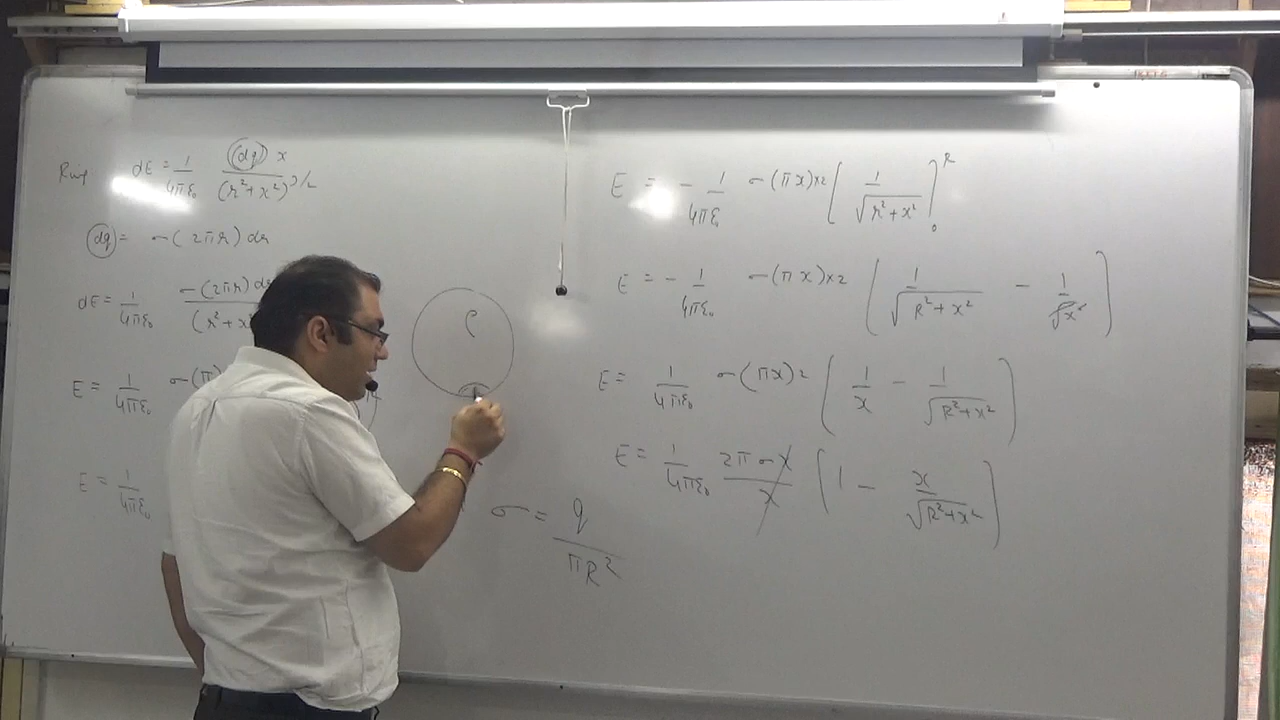 Ring dE = 1/4πε₀ (dq) x/(r²+x²)^3/2
(dq) = σ(2πr) dr
dE = 1/4πε₀ σ(2πr) d /(r²+x
E = 1/4πε₀ σ(π
E = 1/4πε₀
ρ
σ = q/πR²
E = - 1/4πε₀ σ(πx)×2 [1/√r²+x²]₀^R
E = - 1/4πε₀ σ(πx)×2 [1/√R²+x² - 1/√x²]
E = 1/4πε₀ σ(πx)2 (1/x - 1/√R²+x²)
E = 1/4πε₀ 2πσx/x (1 - x/√R²+x²)